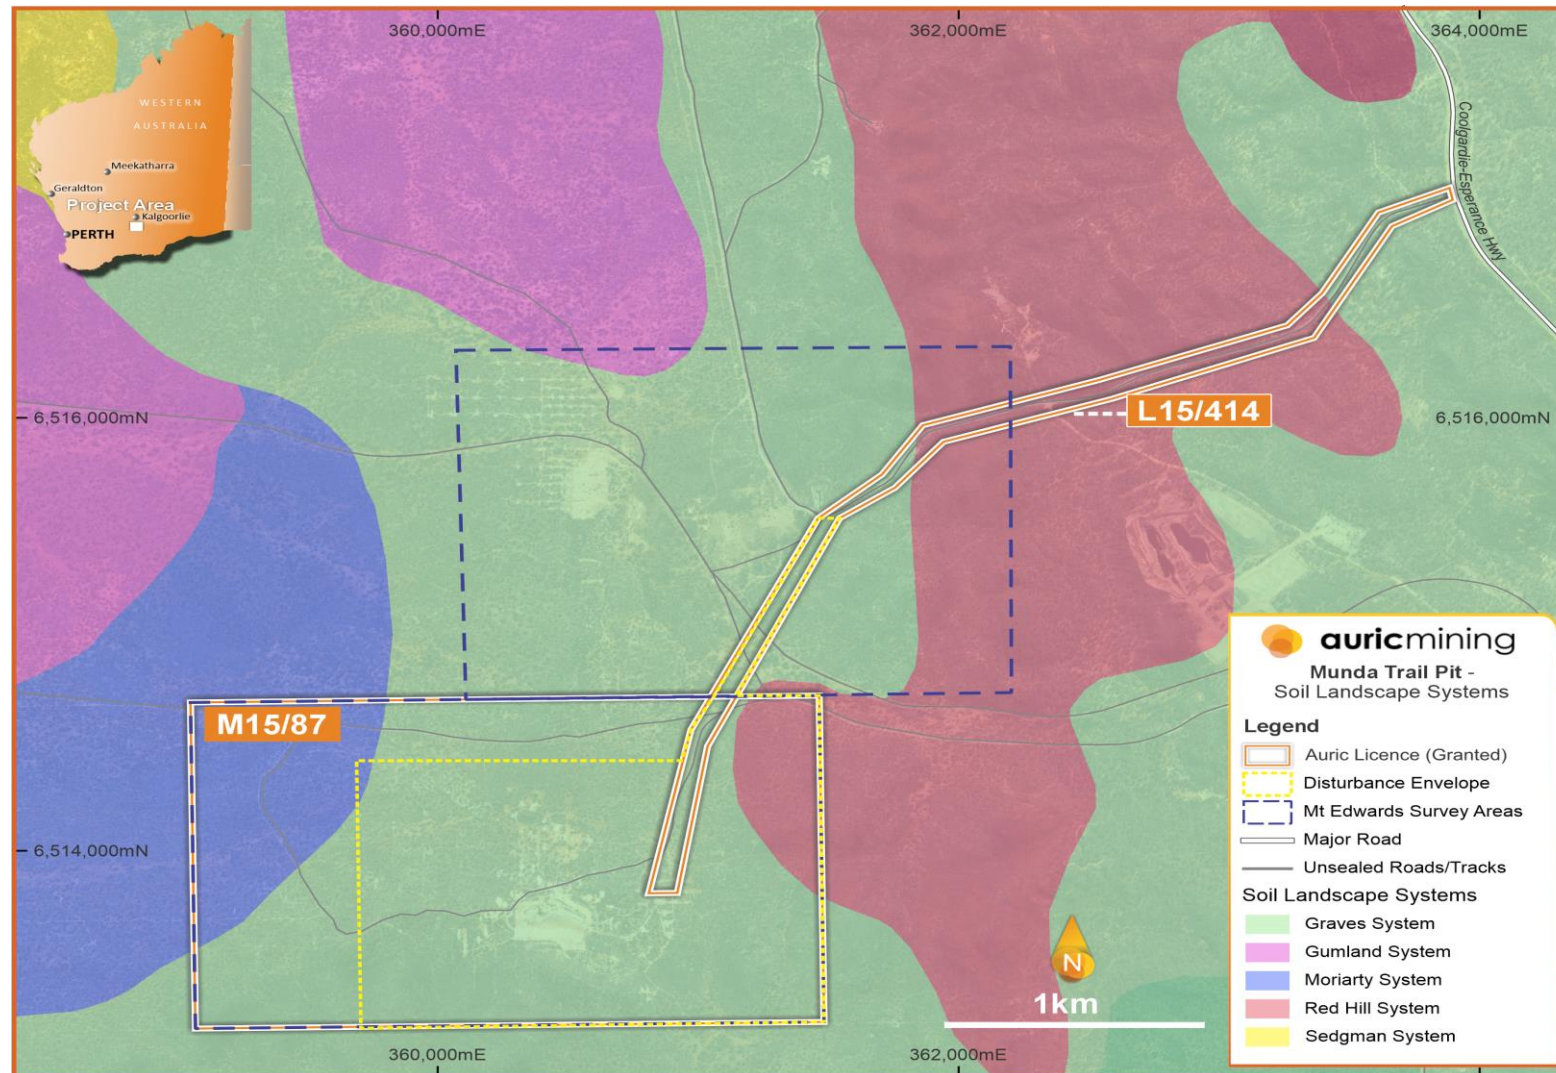 360,000mE
362,000mE
364,000mE
WESTERN
AUSTRALIA
Meekatharra
Geraldton
Project Area
Kalgoorlie
PERTH
Coolgardie-Esperance Hwy
6,516,000mN
L15/414
6,516,000mN
M15/87
6,514,000mN
N
1km
360,000mE
362,000mE
auricmining
Munda Trail Pit -
Soil Landscape Systems
Legend
Auric Licence (Granted)
Disturbance Envelope
Mt Edwards Survey Areas
Major Road
Unsealed Roads/Tracks
Soil Landscape Systems
Graves System
Gumland System
Moriarty System
Red Hill System
Sedgman System